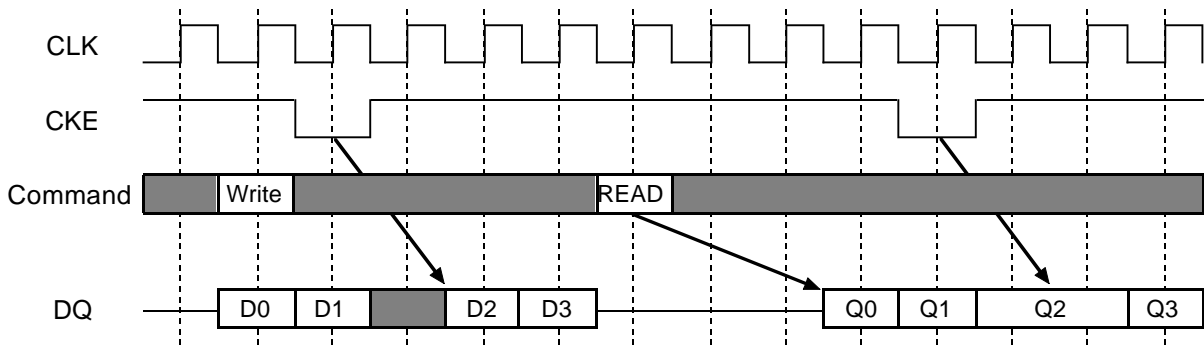 CLK
CKE
Command Write READ
DQ D0 D1 D2 D3 Q0 Q1 Q2 Q3